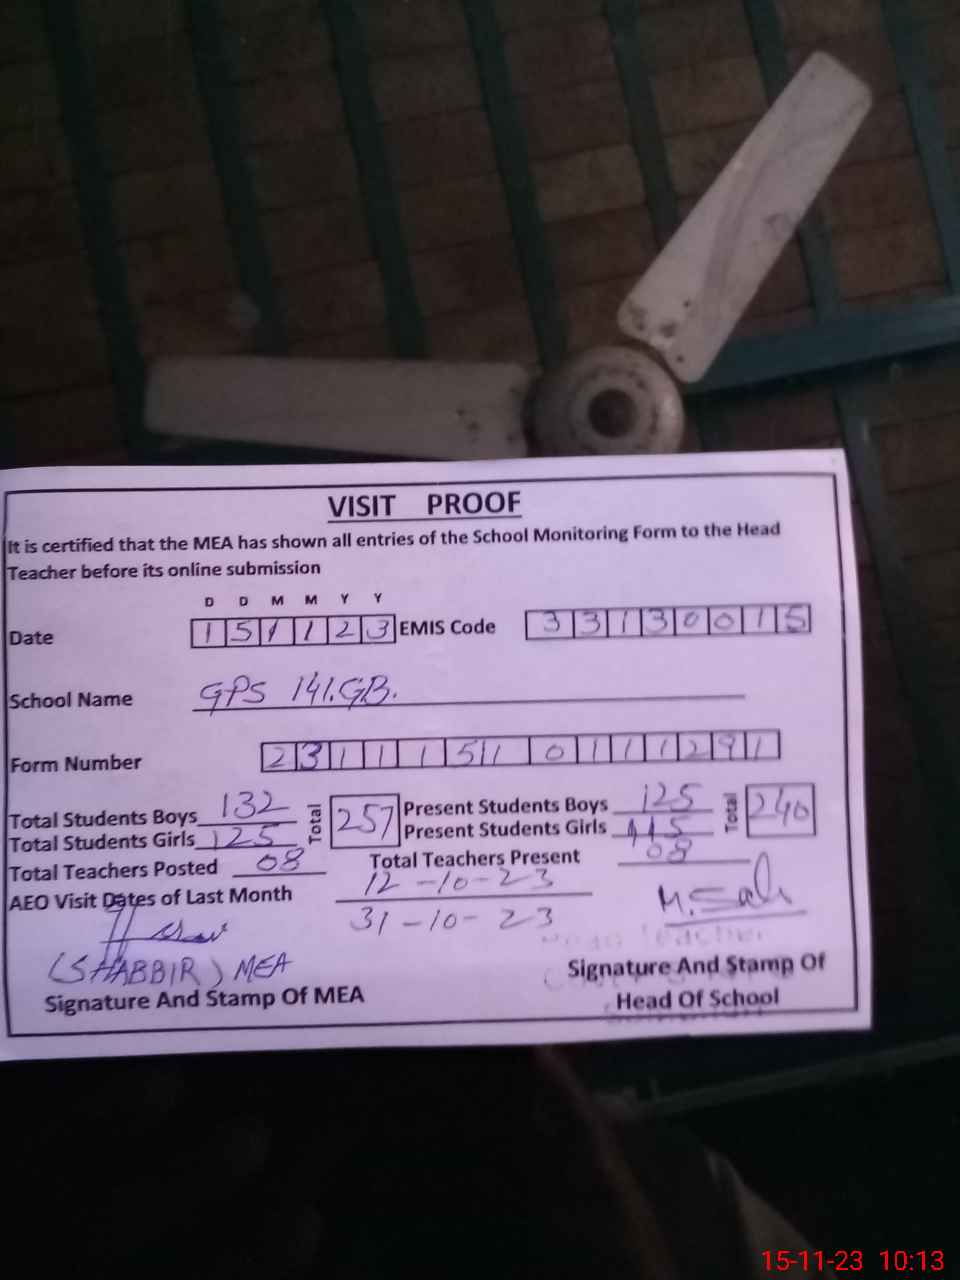 VISIT PROOF
It is certified that the MEA has shown all entries of the School Monitoring Form to the Head
Teacher before its online submission
D D M M Y Y
Date 1 5 1 1 2 3 EMIS Code 3 3 1 3 0 0 1 5
School Name GPS 141.GB.
Form Number 2 3 1 1 1 5 1 1 0 1 1 1 2 9 1
Total Students Boys 132 Total 257 Present Students Boys 125 Total 240
Total Students Girls 125 Present Students Girls 115
Total Teachers Posted 08 Total Teachers Present 08
AEO Visit Dates of Last Month 12-10-23
31-10-23
(SHABBIR) MEA
Signature And Stamp Of MEA
Head Teacher
Signature And Stamp Of
Head Of School
15-11-23 10:13